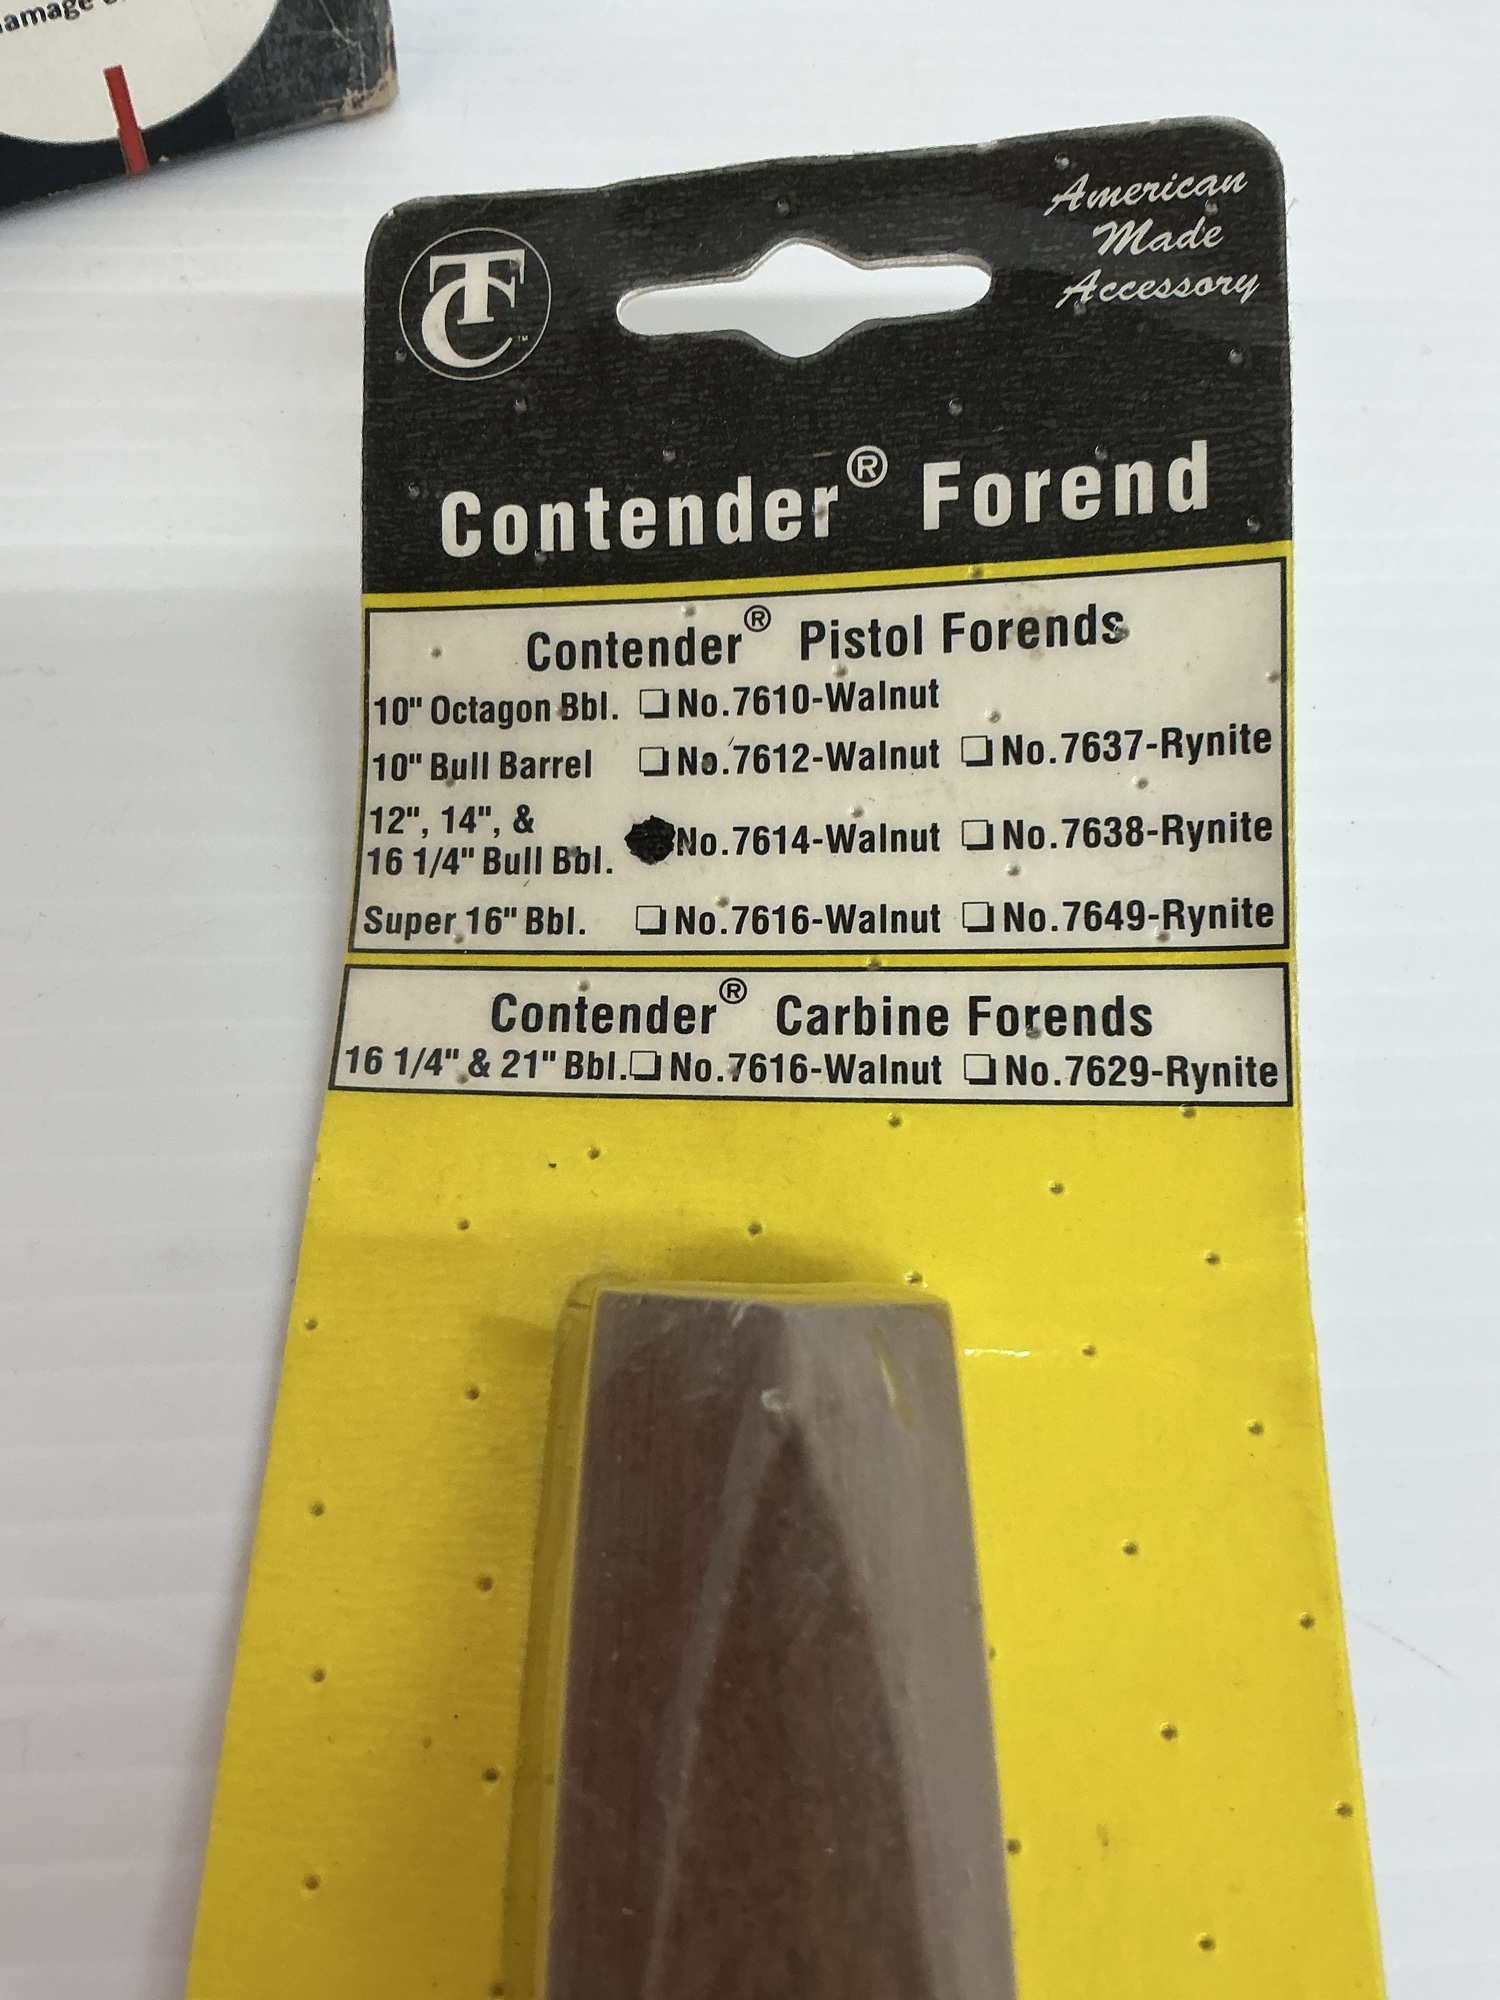 damage
TC™
American
Made
Accessory
Contender® Forend
Contender® Pistol Forends
10" Octagon Bbl. ❏No.7610-Walnut
10" Bull Barrel ❏No.7612-Walnut ❏No.7637-Rynite
12", 14", &
16 1/4" Bull Bbl. No.7614-Walnut ❏No.7638-Rynite
Super 16" Bbl. ❏No.7616-Walnut ❏No.7649-Rynite
Contender® Carbine Forends
16 1/4" & 21" Bbl.❏No.7616-Walnut ❏No.7629-Rynite